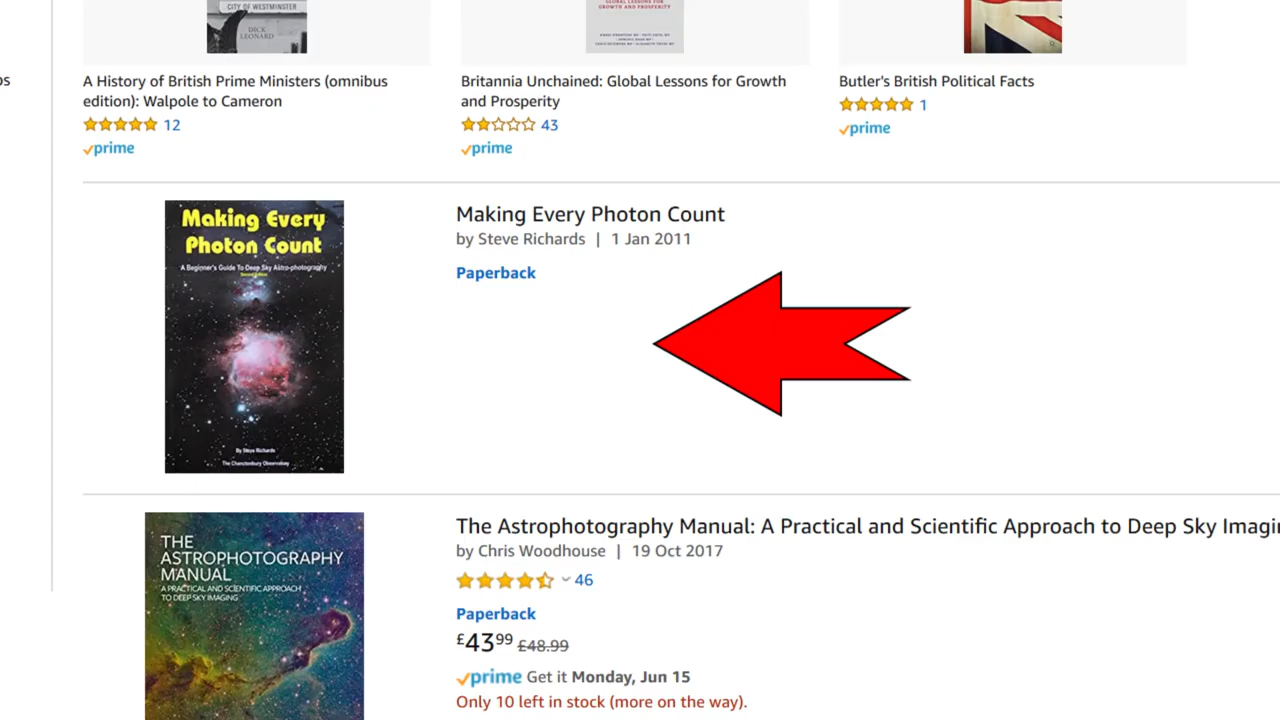 CITY OF WESTMINSTER
DICK
LEONARD
GLOBAL LESSONS FOR
GROWTH AND PROSPERITY
os
A History of British Prime Ministers (omnibus
edition): Walpole to Cameron
12
prime
Britannia Unchained: Global Lessons for Growth
and Prosperity
43
prime
Butler's British Political Facts
1
prime
Making Every
Photon Count
A Beginner's Guide To Deep Sky Astro-photography
Second Edition
By Steve Richards
The Chanctonbury Observatory
Making Every Photon Count
by Steve Richards | 1 Jan 2011
Paperback
THE
ASTROPHOTOGRAPHY
MANUAL
A PRACTICAL AND SCIENTIFIC APPROACH
TO DEEP SKY IMAGING
The Astrophotography Manual: A Practical and Scientific Approach to Deep Sky Imagin
by Chris Woodhouse | 19 Oct 2017
46
Paperback
£4399 £48.99
prime Get it Monday, Jun 15
Only 10 left in stock (more on the way).